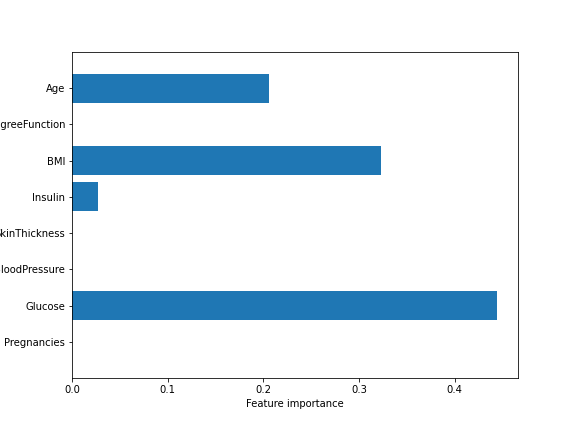 Age
greeFunction
BMI
Insulin
kinThickness
loodPressure
Glucose
Pregnancies
0.0 0.1 0.2 0.3 0.4
Feature importance